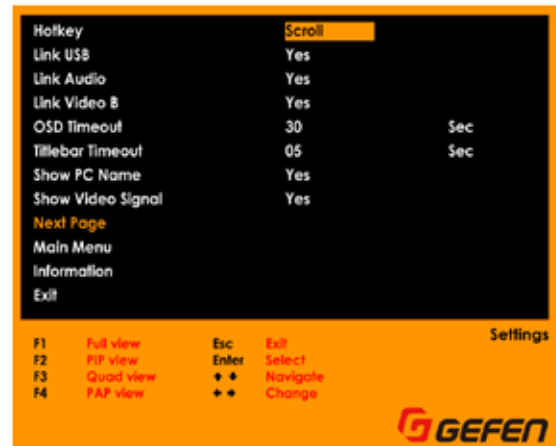 Hotkey Scroll
Link USB Yes
Link Audio Yes
Link Video B Yes
OSD Timeout 30 Sec
Titlebar Timeout 05 Sec
Show PC Name Yes
Show Video Signal Yes
Next Page
Main Menu
Information
Exit
Settings
F1 Full view Esc Exit
F2 PIP view Enter Select
F3 Quad view Navigate
F4 PAP view Change
GEFEN